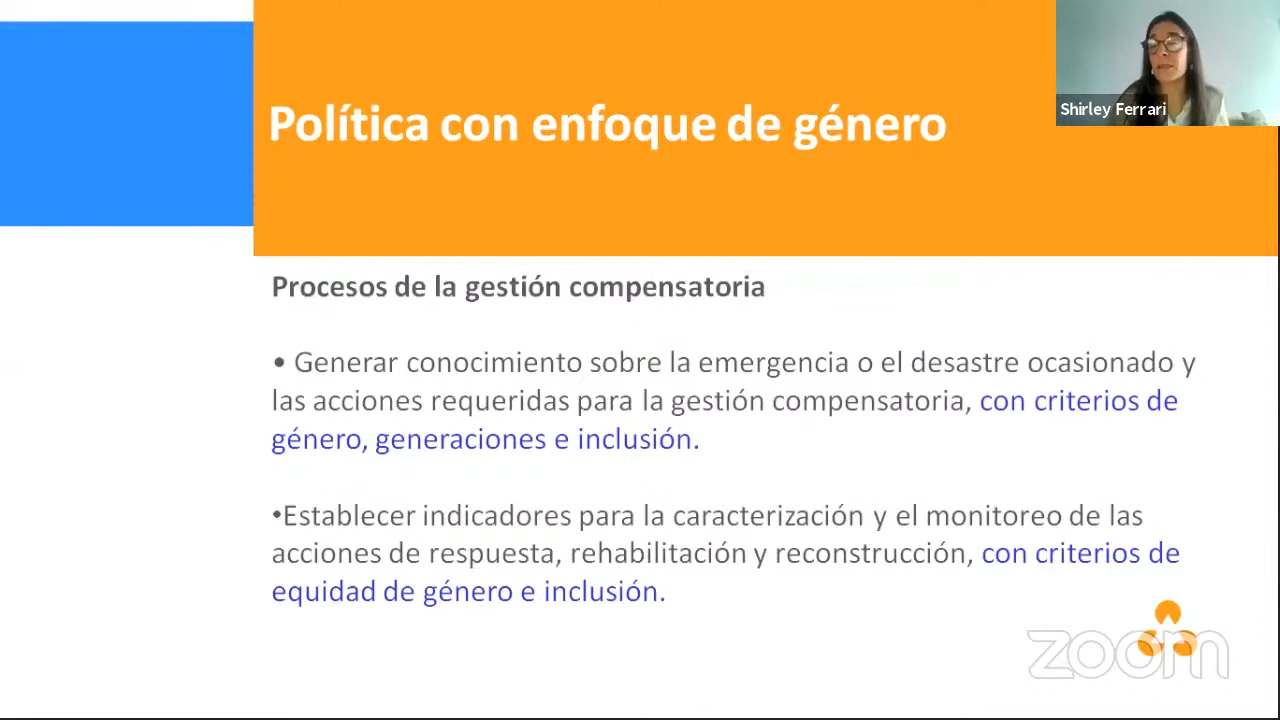 Política con enfoque de género
Shirley Ferrari
Procesos de la gestión compensatoria
• Generar conocimiento sobre la emergencia o el desastre ocasionado y
las acciones requeridas para la gestión compensatoria, con criterios de
género, generaciones e inclusión.
•Establecer indicadores para la caracterización y el monitoreo de las
acciones de respuesta, rehabilitación y reconstrucción, con criterios de
equidad de género e inclusión.
zoom